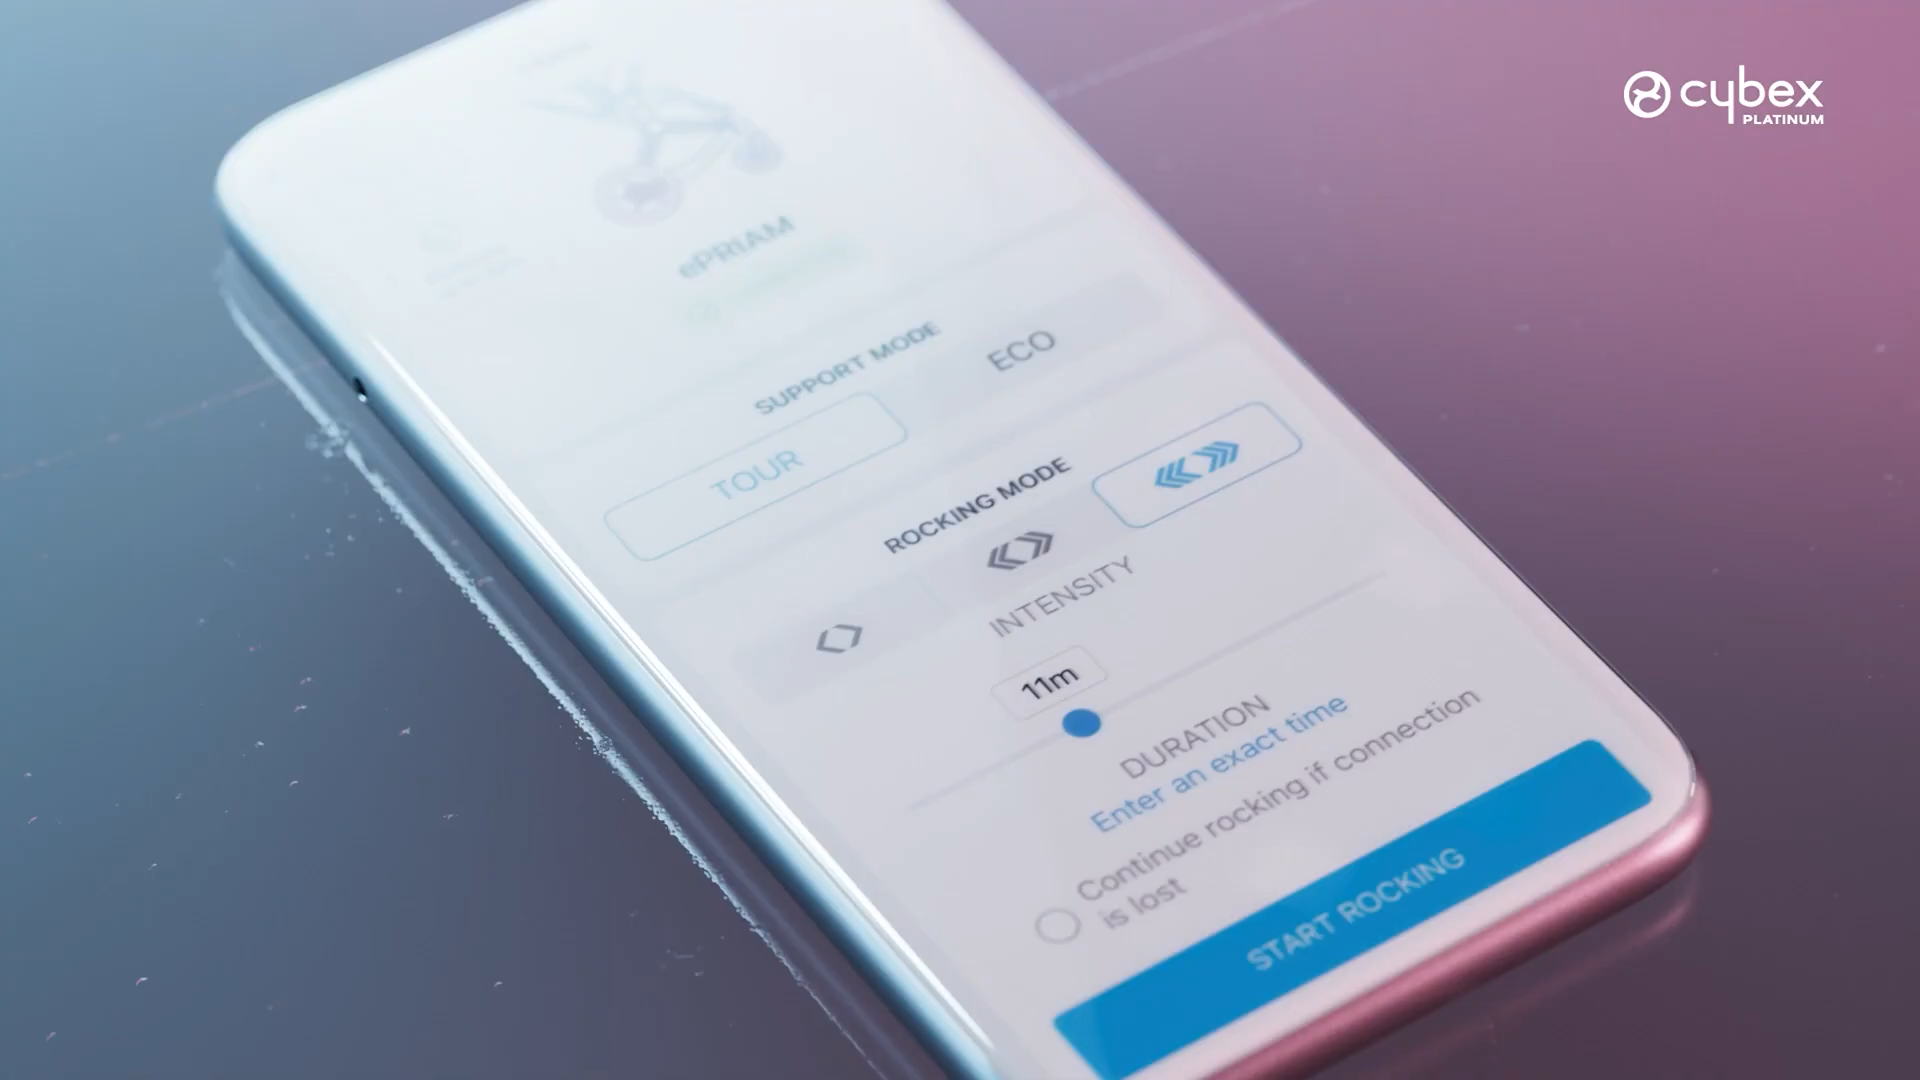 cybex
PLATINUM
ePRIAM
SUPPORT MODE
TOUR
ECO
ROCKING MODE
INTENSITY
11m
DURATION
Enter an exact time
Continue rocking if connection
is lost
START ROCKING